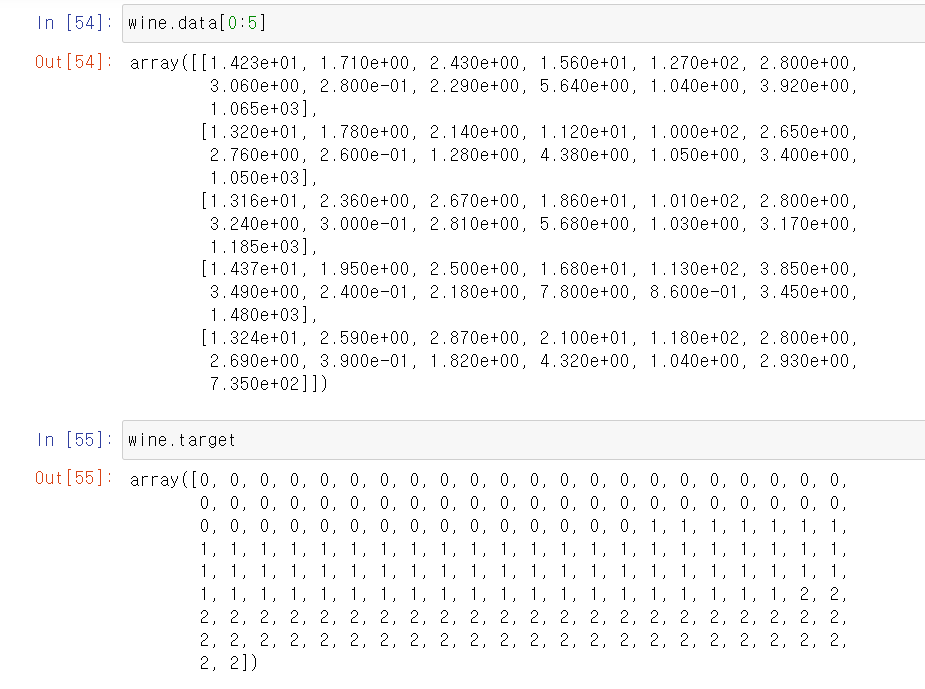 In [54]: wine.data[0:5]
Out[54]: array([[1.423e+01, 1.710e+00, 2.430e+00, 1.560e+01, 1.270e+02, 2.800e+00,
3.060e+00, 2.800e-01, 2.290e+00, 5.640e+00, 1.040e+00, 3.920e+00,
1.065e+03],
[1.320e+01, 1.780e+00, 2.140e+00, 1.120e+01, 1.000e+02, 2.650e+00,
2.760e+00, 2.600e-01, 1.280e+00, 4.380e+00, 1.050e+00, 3.400e+00,
1.050e+03],
[1.316e+01, 2.360e+00, 2.670e+00, 1.860e+01, 1.010e+02, 2.800e+00,
3.240e+00, 3.000e-01, 2.810e+00, 5.680e+00, 1.030e+00, 3.170e+00,
1.185e+03],
[1.437e+01, 1.950e+00, 2.500e+00, 1.680e+01, 1.130e+02, 3.850e+00,
3.490e+00, 2.400e-01, 2.180e+00, 7.800e+00, 8.600e-01, 3.450e+00,
1.480e+03],
[1.324e+01, 2.590e+00, 2.870e+00, 2.100e+01, 1.180e+02, 2.800e+00,
2.690e+00, 3.900e-01, 1.820e+00, 4.320e+00, 1.040e+00, 2.930e+00,
7.350e+02]])
In [55]: wine.target
Out[55]: array([0, 0, 0, 0, 0, 0, 0, 0, 0, 0, 0, 0, 0, 0, 0, 0, 0, 0, 0, 0, 0, 0,
0, 0, 0, 0, 0, 0, 0, 0, 0, 0, 0, 0, 0, 0, 0, 0, 0, 0, 0, 0, 0, 0,
0, 0, 0, 0, 0, 0, 0, 0, 0, 0, 0, 0, 0, 0, 0, 1, 1, 1, 1, 1, 1, 1,
1, 1, 1, 1, 1, 1, 1, 1, 1, 1, 1, 1, 1, 1, 1, 1, 1, 1, 1, 1, 1, 1,
1, 1, 1, 1, 1, 1, 1, 1, 1, 1, 1, 1, 1, 1, 1, 1, 1, 1, 1, 1, 1, 1,
1, 1, 1, 1, 1, 1, 1, 1, 1, 1, 1, 1, 1, 1, 1, 1, 1, 1, 1, 1, 2, 2,
2, 2, 2, 2, 2, 2, 2, 2, 2, 2, 2, 2, 2, 2, 2, 2, 2, 2, 2, 2, 2, 2,
2, 2, 2, 2, 2, 2, 2, 2, 2, 2, 2, 2, 2, 2, 2, 2, 2, 2, 2, 2, 2, 2,
2, 2])